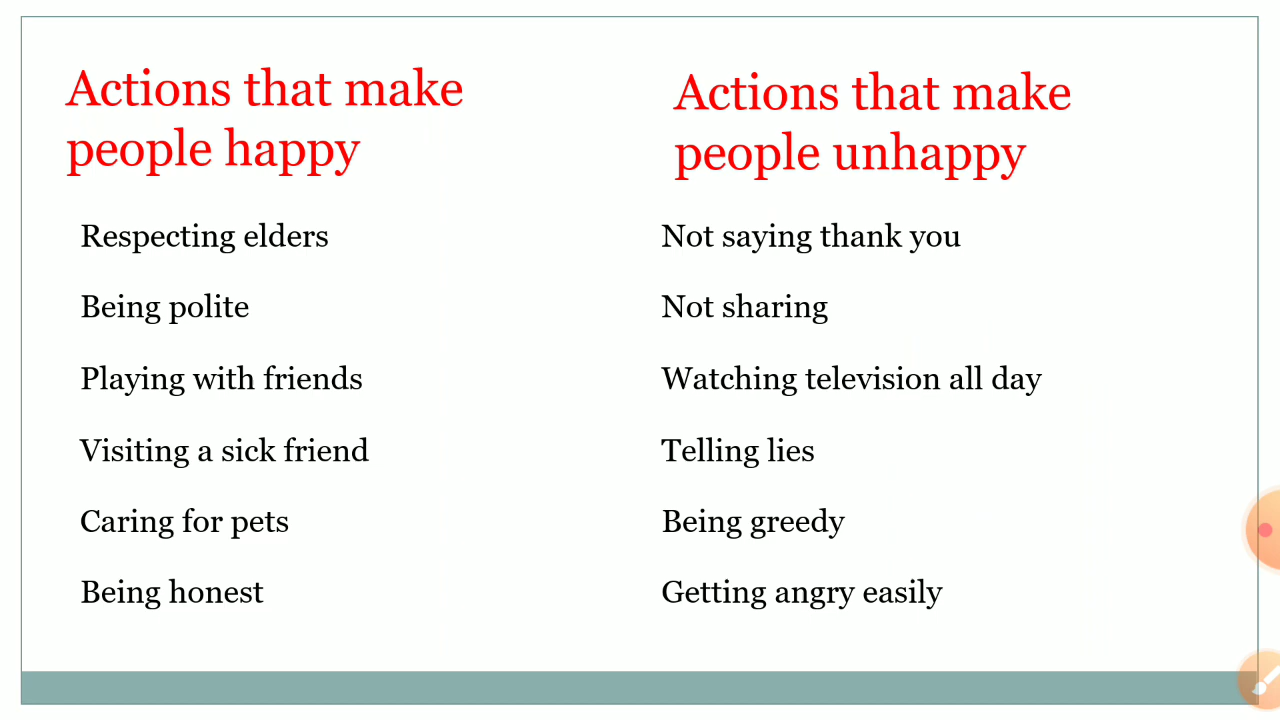 Actions that make
people happy
Respecting elders
Being polite
Playing with friends
Visiting a sick friend
Caring for pets
Being honest
Actions that make
people unhappy
Not saying thank you
Not sharing
Watching television all day
Telling lies
Being greedy
Getting angry easily